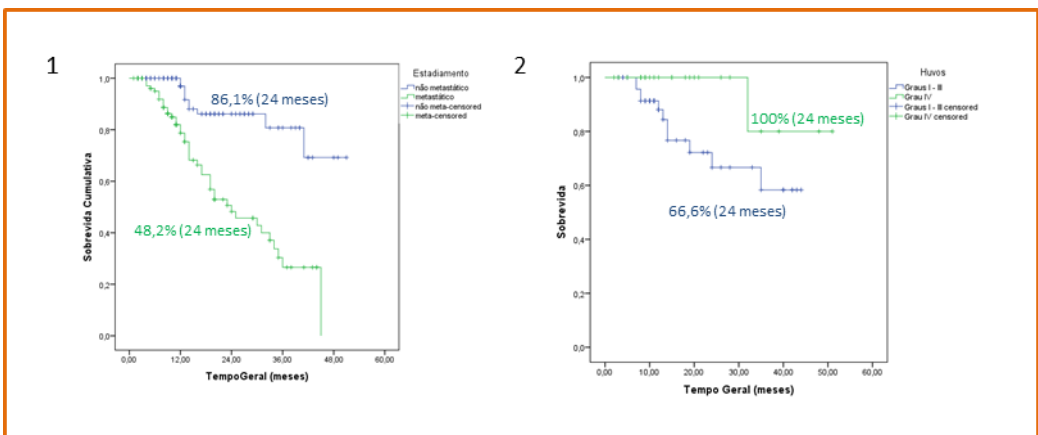 1
Estadiamento
não metastático
metastático
não meta-censored
meta-censored
86,1% (24 meses)
48,2% (24 meses)
Sobrevida Cumulativa
1,0
0,8
0,6
0,4
0,2
0,0
0,00 12,00 24,00 36,00 48,00 60,00
TempoGeral (meses)
2
Huvos
Graus I - III
Grau IV
Graus I - III censored
Grau IV censored
100% (24 meses)
66,6% (24 meses)
Sobrevida
1,0
0,8
0,6
0,4
0,2
0,0
0,00 10,00 20,00 30,00 40,00 50,00 60,00
Tempo Geral (meses)